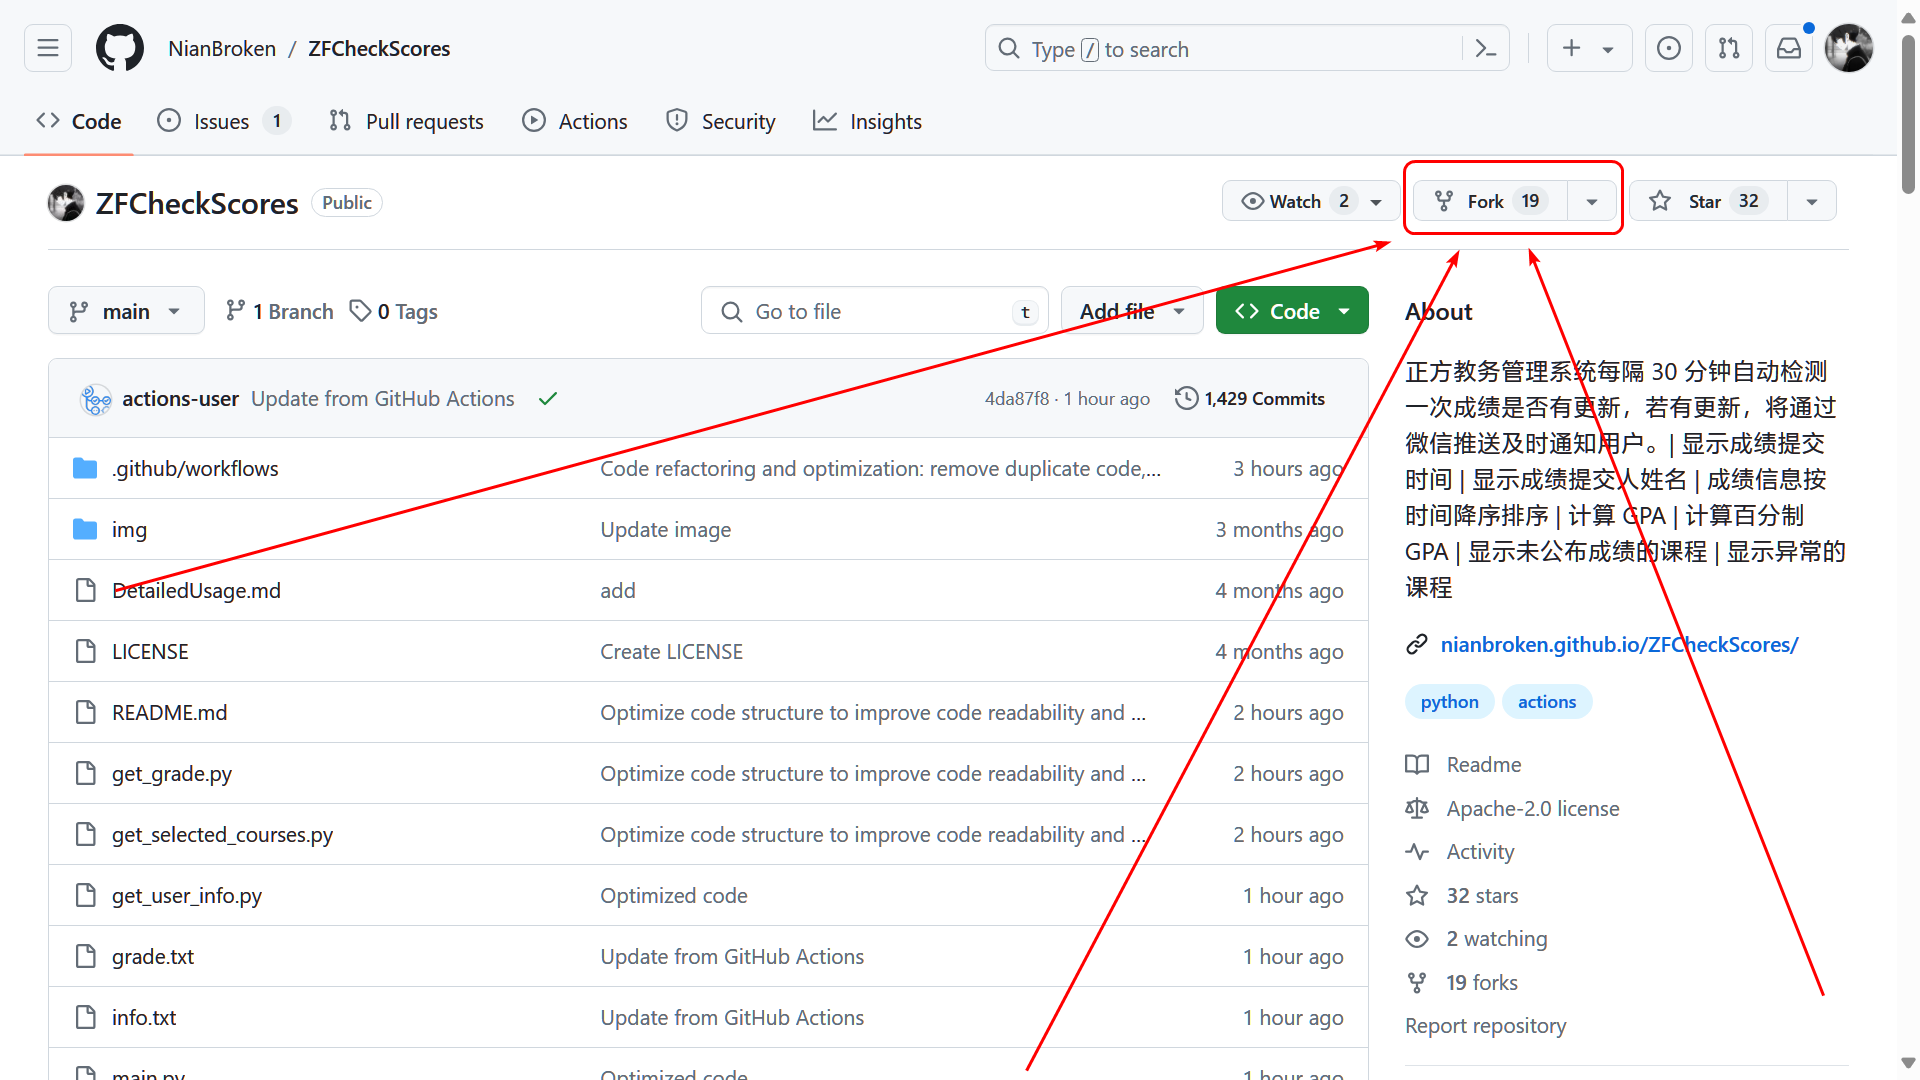 NianBroken / ZFCheckScores
Type / to search
Code
Issues 1
Pull requests
Actions
Security
Insights
ZFCheckScores Public
Watch 2
Fork 19
Star 32
main
1 Branch
0 Tags
Go to file t
Add file
Code
actions-user Update from GitHub Actions
4da87f8 · 1 hour ago
1,429 Commits
.github/workflows Code refactoring and optimization: remove duplicate code,... 3 hours ago
img Update image 3 months ago
DetailedUsage.md add 4 months ago
LICENSE Create LICENSE 4 months ago
README.md Optimize code structure to improve code readability and ... 2 hours ago
get_grade.py Optimize code structure to improve code readability and ... 2 hours ago
get_selected_courses.py Optimize code structure to improve code readability and ... 2 hours ago
get_user_info.py Optimized code 1 hour ago
grade.txt Update from GitHub Actions 1 hour ago
info.txt Update from GitHub Actions 1 hour ago
main.py Optimized code 1 hour ago
About
正方教务管理系统每隔 30 分钟自动检测
一次成绩是否有更新，若有更新，将通过
微信推送及时通知用户。| 显示成绩提交
时间 | 显示成绩提交人姓名 | 成绩信息按
时间降序排序 | 计算 GPA | 计算百分制
GPA | 显示未公布成绩的课程 | 显示异常的
课程
nianbroken.github.io/ZFCheckScores/
python actions
Readme
Apache-2.0 license
Activity
32 stars
2 watching
19 forks
Report repository